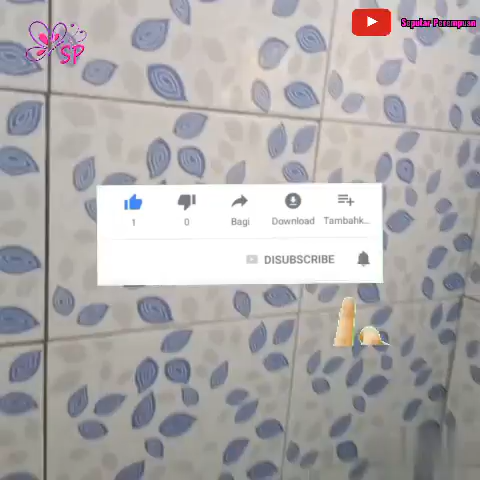 SP
Seputar Perempuan
1
0
Bagi
Download
Tambahk...
DISUBSCRIBE